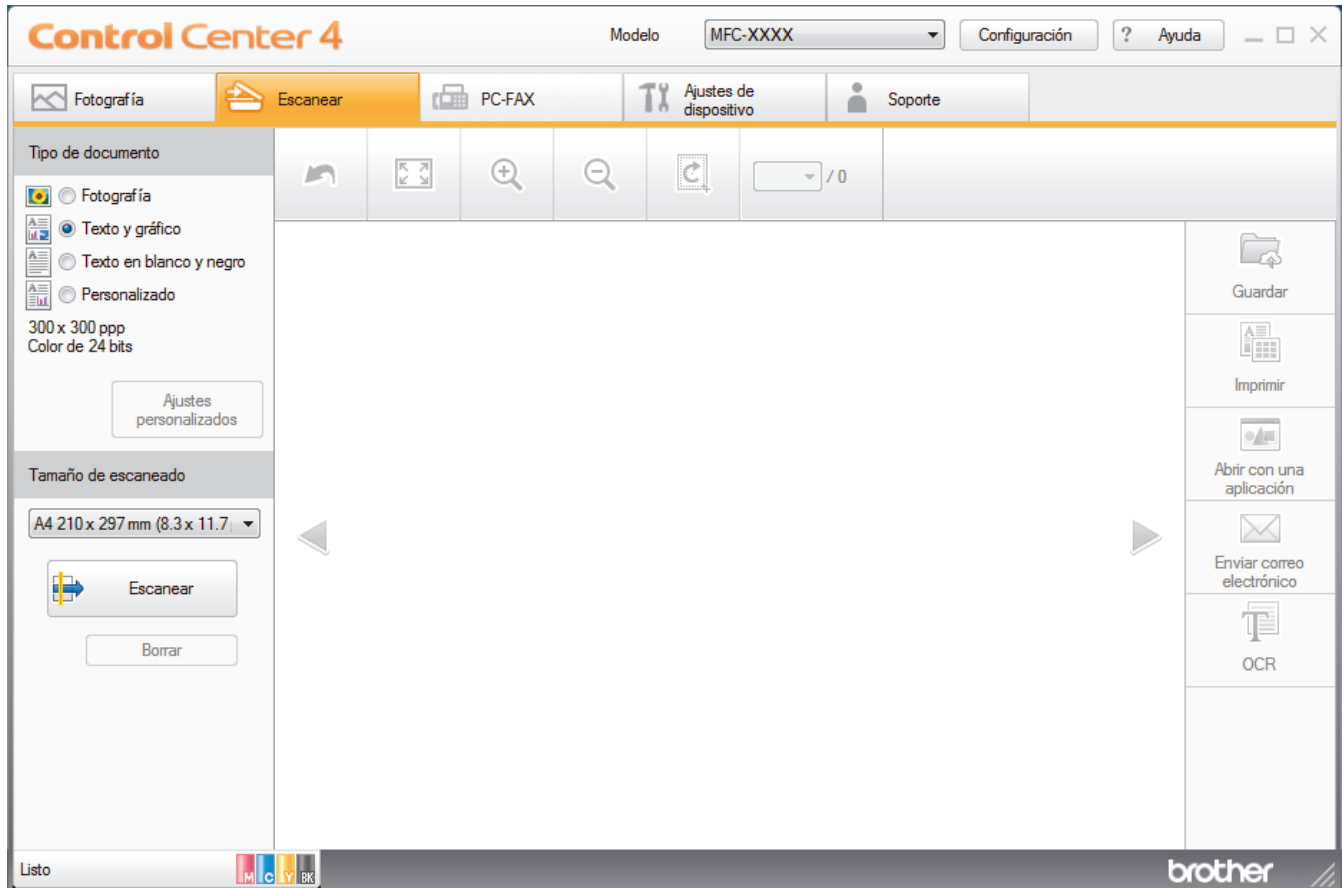 Control Center 4
Modelo
MFC-XXXX
Configuración
? Ayuda
Fotografía
Escanear
PC-FAX
Ajustes de
dispositivo
Soporte
Tipo de documento
Fotografía
Texto y gráfico
Texto en blanco y negro
Personalizado
300 x 300 ppp
Color de 24 bits
Ajustes
personalizados
Tamaño de escaneado
A4 210 x 297 mm (8.3 x 11.7
Escanear
Borrar
/ 0
Guardar
Imprimir
Abrir con una
aplicación
Enviar correo
electrónico
OCR
Listo
M C Y BK
brother